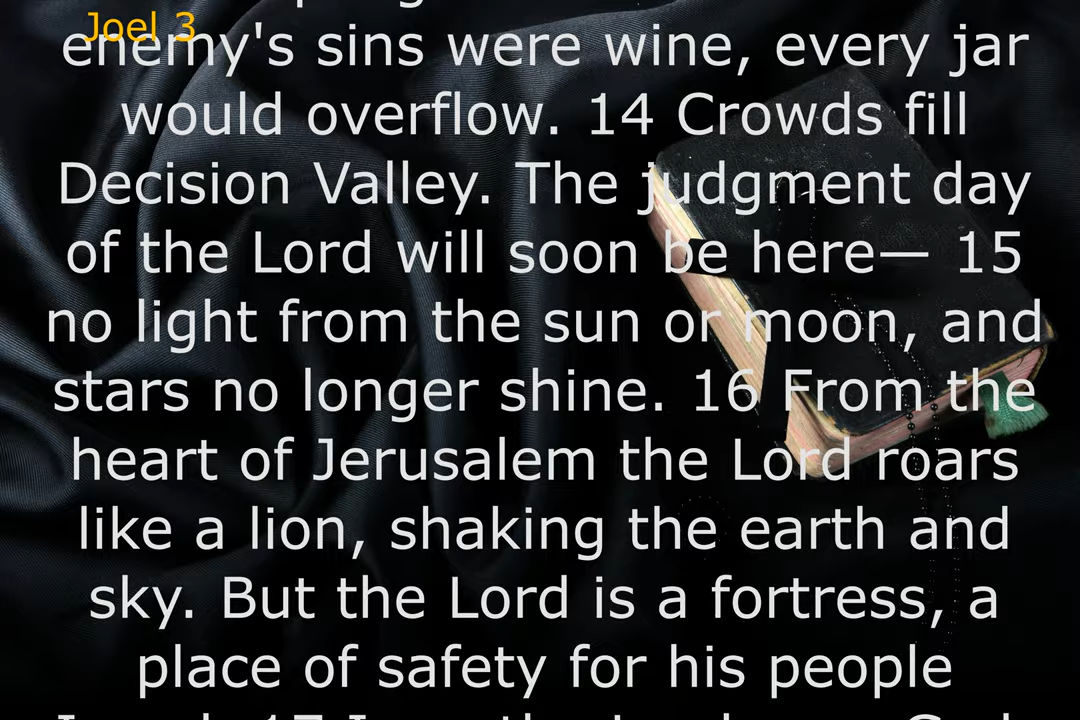 Joel 3
enemy's sins were wine, every jar
would overflow. 14 Crowds fill
Decision Valley. The judgment day
of the Lord will soon be here— 15
no light from the sun or moon, and
stars no longer shine. 16 From the
heart of Jerusalem the Lord roars
like a lion, shaking the earth and
sky. But the Lord is a fortress, a
place of safety for his people